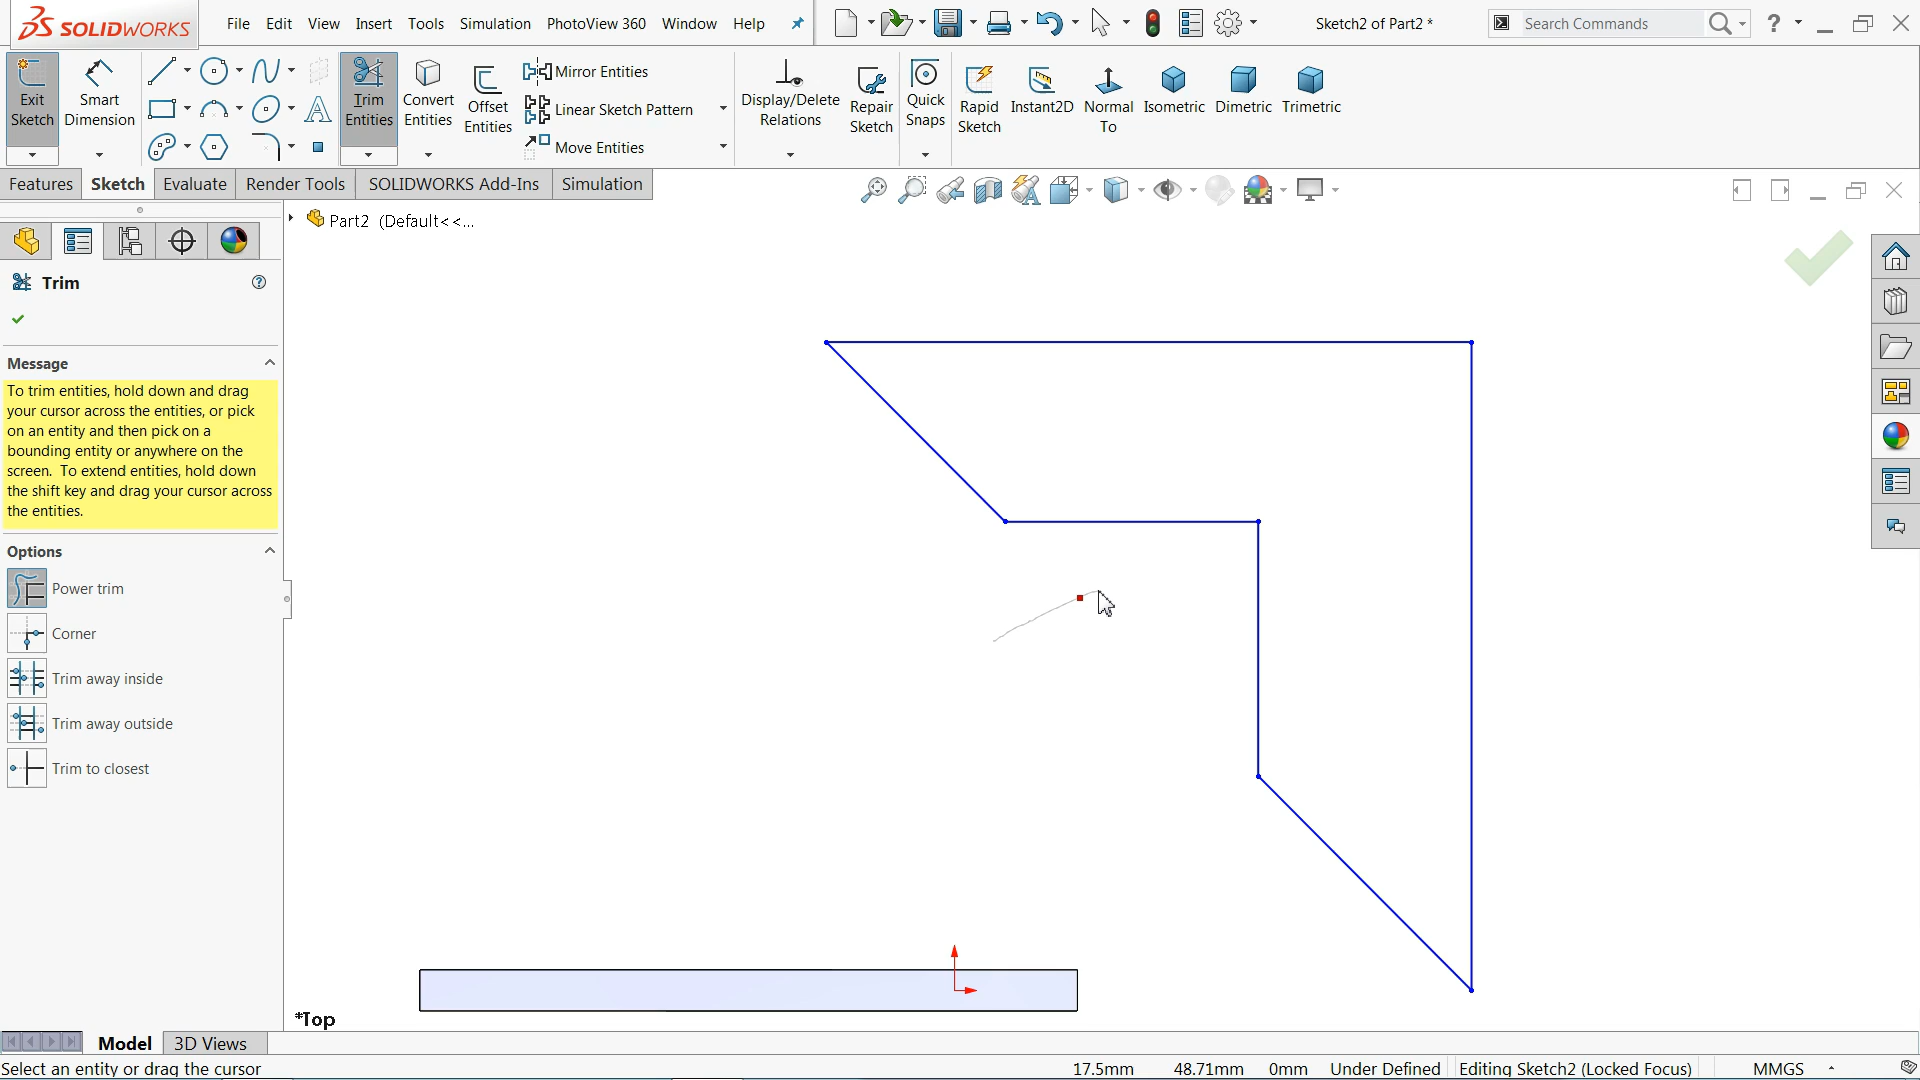 SOLIDWORKS
File Edit View Insert Tools Simulation PhotoView 360 Window Help
Sketch2 of Part2 *
Search Commands
?
Exit Sketch
Smart Dimension
Trim Entities
Convert Entities
Offset Entities
Mirror Entities
Linear Sketch Pattern
Move Entities
Display/Delete Relations
Repair Sketch
Quick Snaps
Rapid Sketch
Instant2D
Normal To
Isometric
Dimetric
Trimetric
Features Sketch Evaluate Render Tools SOLIDWORKS Add-Ins Simulation
Part2 (Default<<...
Trim
?
Message
To trim entities, hold down and drag
your cursor across the entities, or pick
on an entity and then pick on a
bounding entity or anywhere on the
screen. To extend entities, hold down
the shift key and drag your cursor across
the entities.
Options
Power trim
Corner
Trim away inside
Trim away outside
Trim to closest
*Top
Model 3D Views
Select an entity or drag the cursor
17.5mm 48.71mm 0mm Under Defined Editing Sketch2 (Locked Focus) MMGS